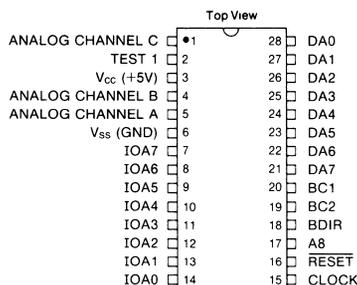 Top View
ANALOG CHANNEL C 1 28 DA0
TEST 1 2 27 DA1
Vcc (+5V) 3 26 DA2
ANALOG CHANNEL B 4 25 DA3
ANALOG CHANNEL A 5 24 DA4
Vss (GND) 6 23 DA5
IOA7 7 22 DA6
IOA6 8 21 DA7
IOA5 9 20 BC1
IOA4 10 19 BC2
IOA3 11 18 BDIR
IOA2 12 17 A8
IOA1 13 16 RESET
IOA0 14 15 CLOCK